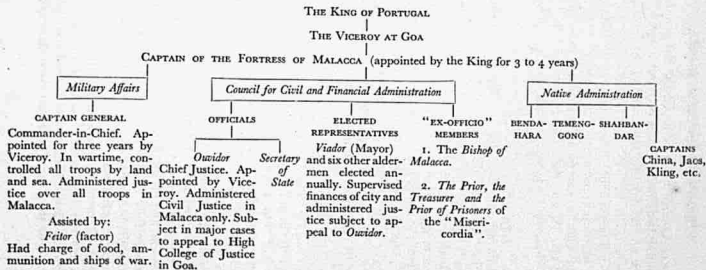 THE KING OF PORTUGAL
THE VICEROY AT GOA
CAPTAIN OF THE FORTRESS OF MALACCA (appointed by the King for 3 to 4 years)
Military Affairs
CAPTAIN GENERAL
Commander-in-Chief. Ap-
pointed for three years by
Viceroy. In wartime, con-
trolled all troops by land
and sea. Administered jus-
tice over all troops in
Malacca.
Assisted by:
Feitor (factor)
Had charge of food, am-
munition and ships of war.
Council for Civil and Financial Administration
OFFICIALS
Ouvidor
Chief Justice. Ap-
pointed by Vice-
roy. Administered
Civil Justice in
Malacca only. Sub-
ject in major cases
to appeal to High
College of Justice
in Goa.
Secretary
of
State
ELECTED
REPRESENTATIVES
Viador (Mayor)
and six other alder-
men elected an-
nually. Supervised
finances of city and
administered jus-
tice subject to ap-
peal to Ouvidor.
"EX-OFFICIO"
MEMBERS
1. The Bishop of
Malacca.
2. The Prior, the
Treasurer and the
Prior of Prisoners of
the "Miseri-
cordia".
Native Administration
BENDA-
HARA
TEMENG-
GONG
SHAHBAN-
DAR
CAPTAINS
China, Jaos,
Kling, etc.